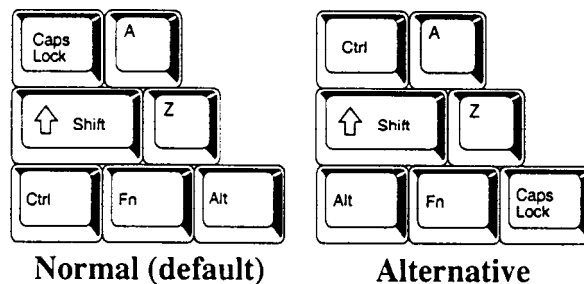 Caps Lock A
Shift Z
Ctrl Fn Alt
Normal (default)
Ctrl A
Shift Z
Alt Fn Caps Lock
Alternative